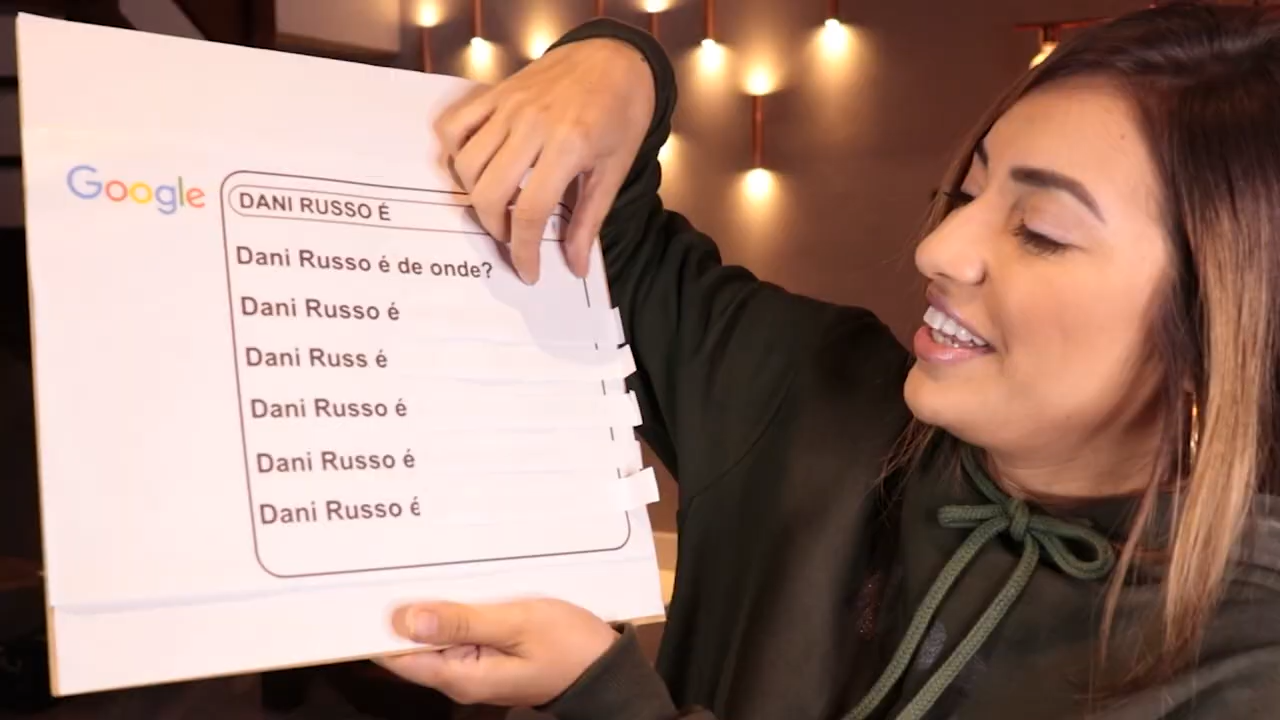 Google
DANI RUSSO É
Dani Russo é de onde?
Dani Russo é
Dani Russ é
Dani Russo é
Dani Russo é
Dani Russo é